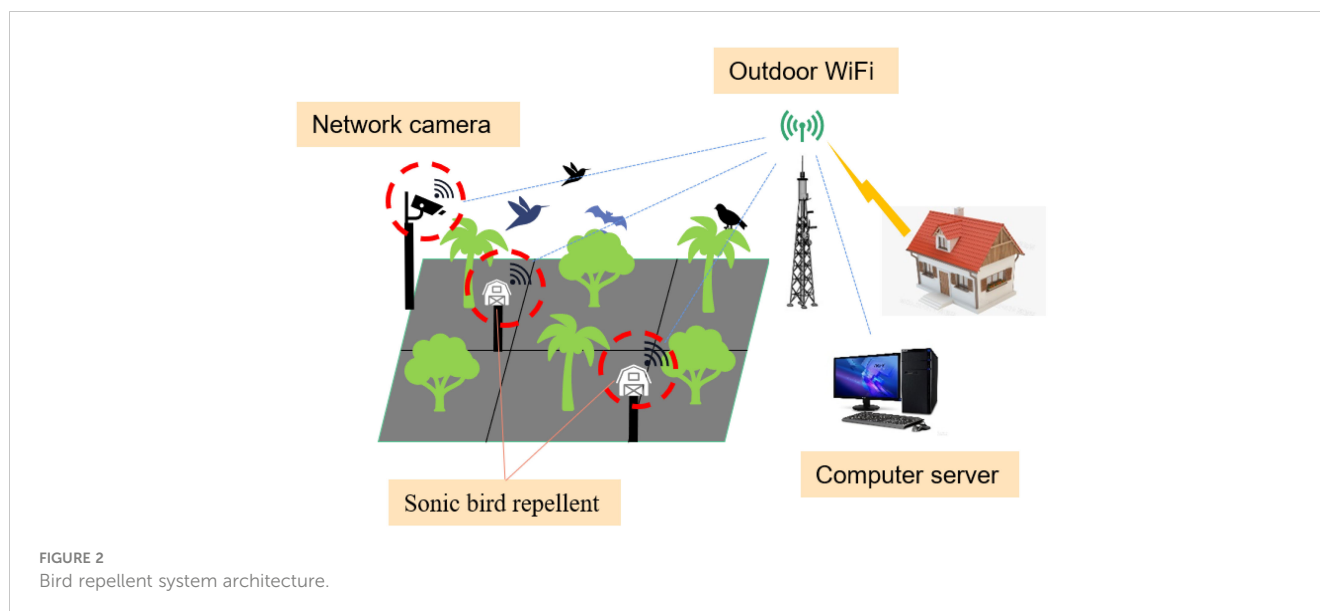 Outdoor WiFi
Network camera
Computer server
Sonic bird repellent
FIGURE 2
Bird repellent system architecture.